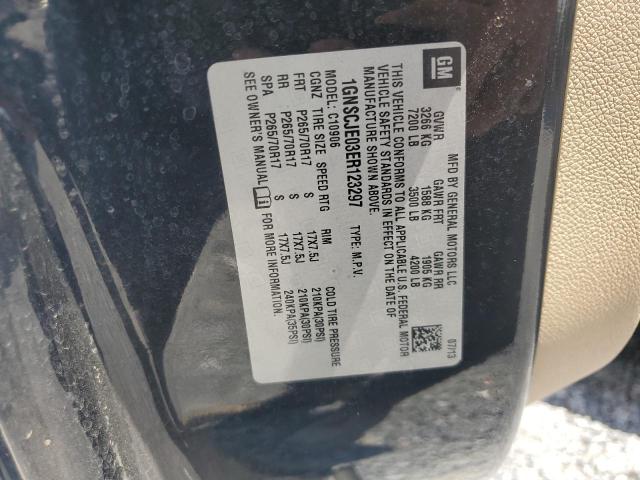 GM
MFD BY GENERAL MOTORS LLC 07/13
GVWR GAWR FRT GAWR RR
3266 KG 1588 KG 1905 KG
7200 LB 3500 LB 4200 LB
THIS VEHICLE CONFORMS TO ALL APPLICABLE U.S. FEDERAL MOTOR
VEHICLE SAFETY STANDARDS IN EFFECT ON THE DATE OF
MANUFACTURE SHOWN ABOVE.
1GNSCJE03ER123297 TYPE: M.P.V.
MODEL: C10906
CGNZ TIRE SIZE SPEED RTG RIM COLD TIRE PRESSURE
FRT P265/70R17 S 17X7.5J 210KPA(30PSI)
RR P265/70R17 S 17X7.5J 210KPA(30PSI)
SPA P265/70R17 S 17X7.5J 240KPA(35PSI)
SEE OWNER'S MANUAL i FOR MORE INFORMATION.